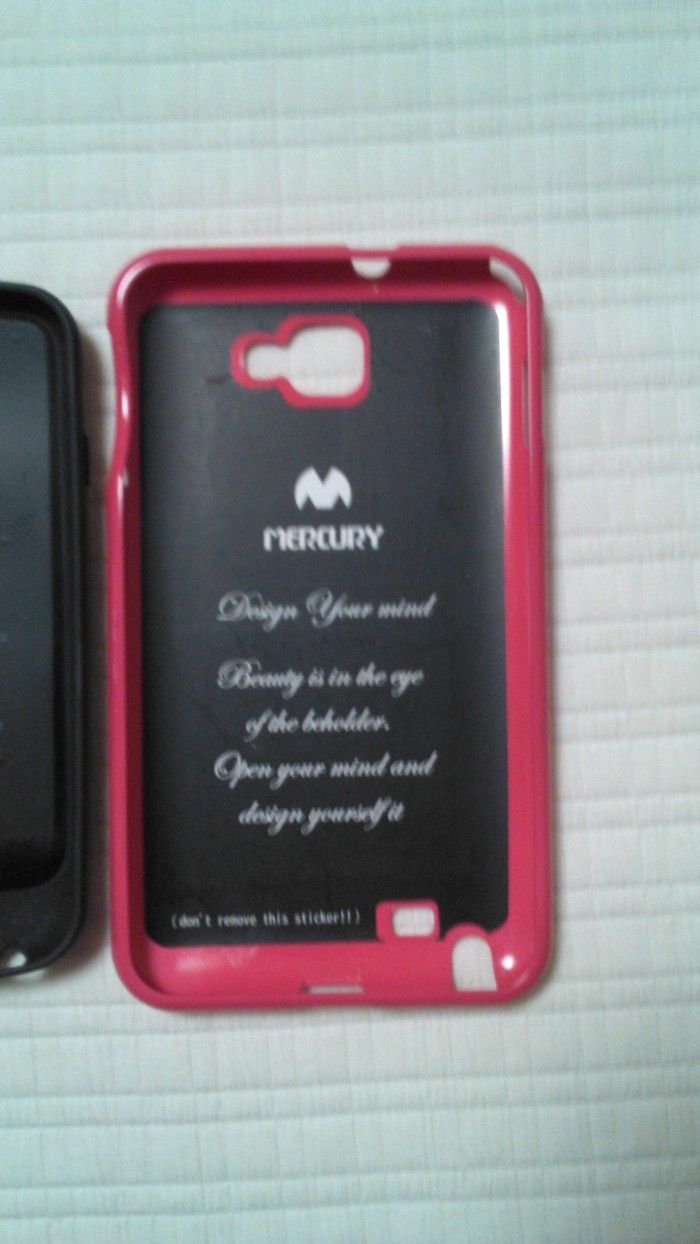 MERCURY
Design Your mind
Beauty is in the eye
of the beholder.
Open your mind and
design yourself it
(don't remove this sticker!!)